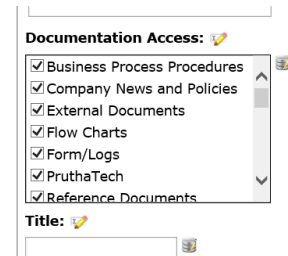 Documentation Access:
Business Process Procedures
Company News and Policies
External Documents
Flow Charts
Form/Logs
PruthaTech
Reference Documents
Title: